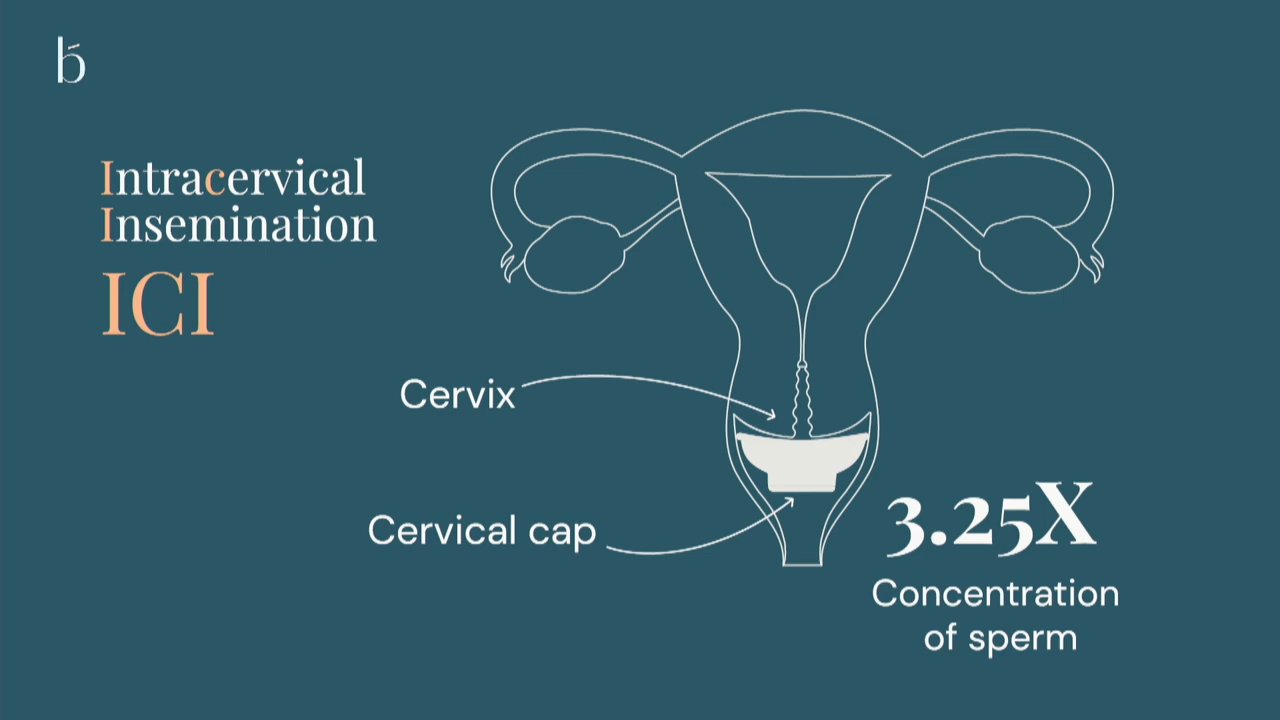 b
Intracervical
Insemination
ICI
Cervix
Cervical cap
3.25X
Concentration
of sperm